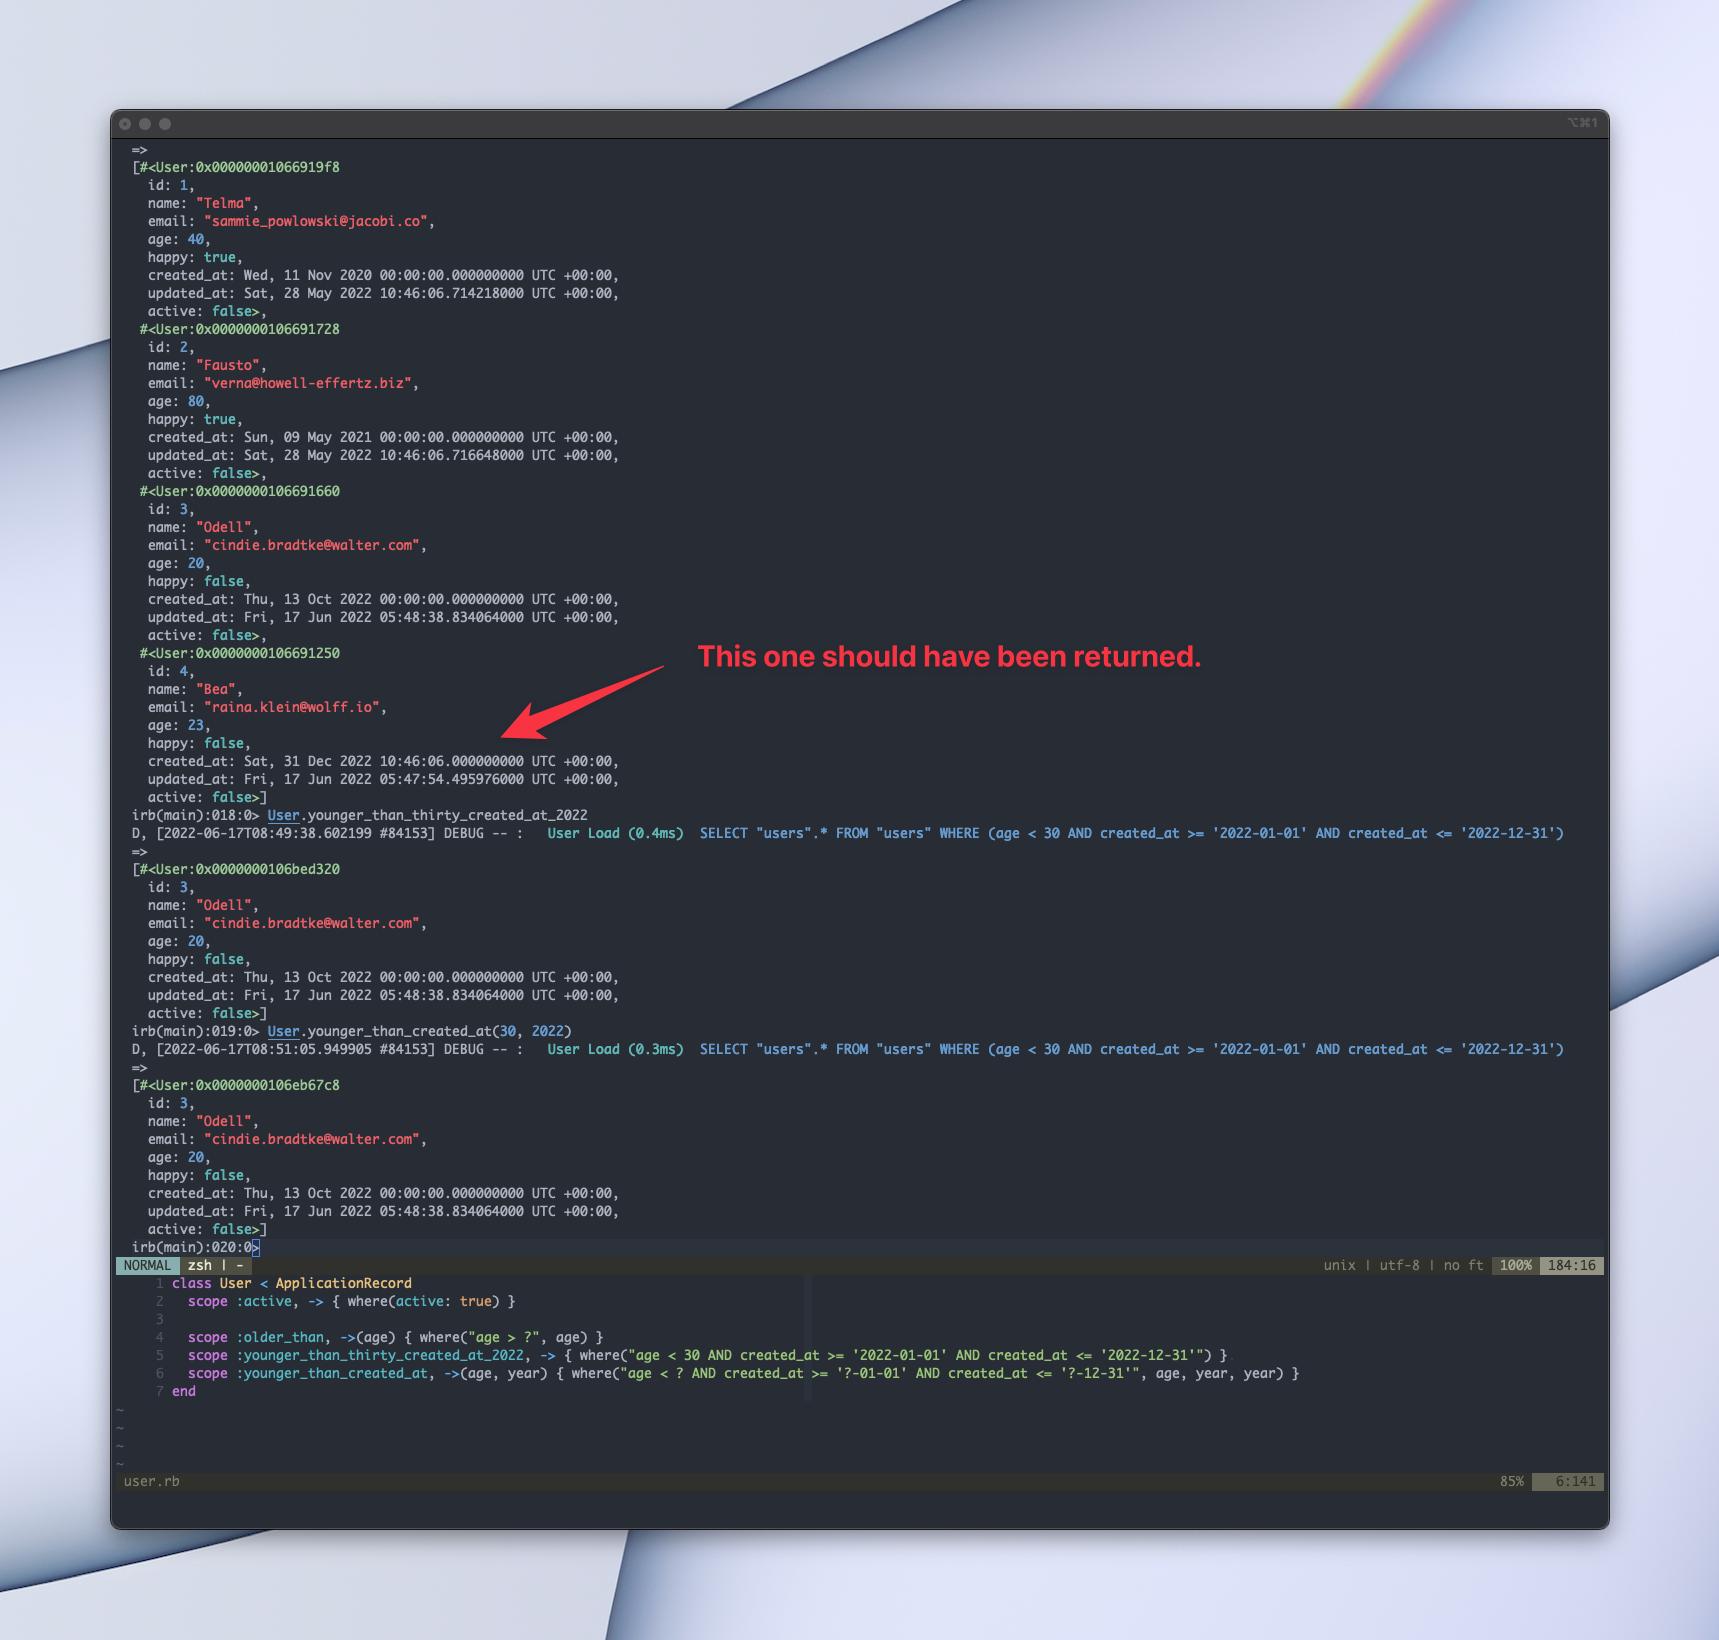 ⌥⌘1
=>
[#<User:0x00000001066919f8
id: 1,
name: "Telma",
email: "sammie_powlowski@jacobi.co",
age: 40,
happy: true,
created_at: Wed, 11 Nov 2020 00:00:00.000000000 UTC +00:00,
updated_at: Sat, 28 May 2022 10:46:06.714218000 UTC +00:00,
active: false>,
#<User:0x0000000106691728
id: 2,
name: "Fausto",
email: "verna@howell-effertz.biz",
age: 80,
happy: true,
created_at: Sun, 09 May 2021 00:00:00.000000000 UTC +00:00,
updated_at: Sat, 28 May 2022 10:46:06.716648000 UTC +00:00,
active: false>,
#<User:0x0000000106691660
id: 3,
name: "Odell",
email: "cindie.bradtke@walter.com",
age: 20,
happy: false,
created_at: Thu, 13 Oct 2022 00:00:00.000000000 UTC +00:00,
updated_at: Fri, 17 Jun 2022 05:48:38.834064000 UTC +00:00,
active: false>,
#<User:0x0000000106691250
This one should have been returned.
id: 4,
name: "Bea",
email: "raina.klein@wolff.io",
age: 23,
happy: false,
created_at: Sat, 31 Dec 2022 10:46:06.000000000 UTC +00:00,
updated_at: Fri, 17 Jun 2022 05:47:54.495976000 UTC +00:00,
active: false>]
irb(main):018:0> User.younger_than_thirty_created_at_2022
D, [2022-06-17T08:49:38.602199 #84153] DEBUG -- :   User Load (0.4ms)  SELECT "users".* FROM "users" WHERE (age < 30 AND created_at >= '2022-01-01' AND created_at <= '2022-12-31')
=>
[#<User:0x0000000106bed320
id: 3,
name: "Odell",
email: "cindie.bradtke@walter.com",
age: 20,
happy: false,
created_at: Thu, 13 Oct 2022 00:00:00.000000000 UTC +00:00,
updated_at: Fri, 17 Jun 2022 05:48:38.834064000 UTC +00:00,
active: false>]
irb(main):019:0> User.younger_than_created_at(30, 2022)
D, [2022-06-17T08:51:05.949905 #84153] DEBUG -- :   User Load (0.3ms)  SELECT "users".* FROM "users" WHERE (age < 30 AND created_at >= '2022-01-01' AND created_at <= '2022-12-31')
=>
[#<User:0x0000000106eb67c8
id: 3,
name: "Odell",
email: "cindie.bradtke@walter.com",
age: 20,
happy: false,
created_at: Thu, 13 Oct 2022 00:00:00.000000000 UTC +00:00,
updated_at: Fri, 17 Jun 2022 05:48:38.834064000 UTC +00:00,
active: false>]
irb(main):020:0>
NORMAL zsh | - unix | utf-8 | no ft 100% 184:16
1 class User < ApplicationRecord
2 scope :active, -> { where(active: true) }
3
4 scope :older_than, ->(age) { where("age > ?", age) }
5 scope :younger_than_thirty_created_at_2022, -> { where("age < 30 AND created_at >= '2022-01-01' AND created_at <= '2022-12-31'") }
6 scope :younger_than_created_at, ->(age, year) { where("age < ? AND created_at >= '?-01-01' AND created_at <= '?-12-31'", age, year, year) }
7 end
~
~
~
~
user.rb 85% 6:141